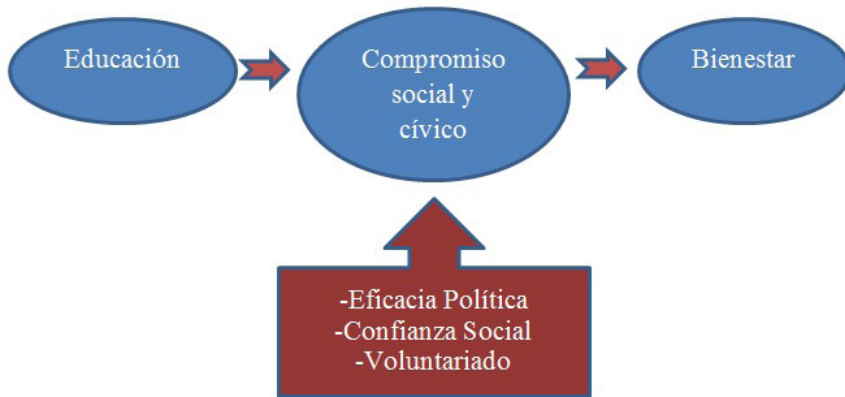 Educación
Compromiso
social y
cívico
Bienestar
-Eficacia Política
-Confianza Social
-Voluntariado